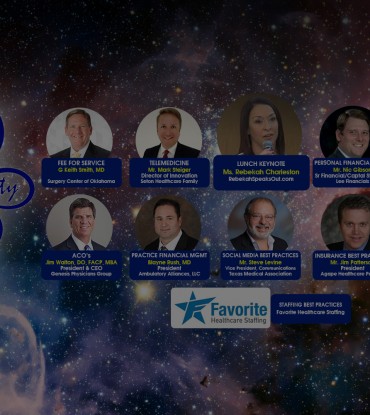 ty
FEE FOR SERVICE
G Keith Smith, MD
Surgery Center of Oklahoma
TELEMEDICINE
Mr. Mark Steiger
Director of Innovation
Seton Healthcare Family
LUNCH KEYNOTE
Ms. Rebekah Charleston
RebekahSpeaksOut.com
PERSONAL FINANCIAL
Mr. Nic Gibson
Sr Financial/Capital
Lee Financial
ACO's
Jim Walton, DO, FACP, MBA
President & CEO
Genesis Physicians Group
PRACTICE FINANCIAL MGMT
Blayne Rush, MD
President
Ambulatory Alliances, LLC
SOCIAL MEDIA BEST PRACTICES
Mr. Steve Levine
Vice President, Communications
Texas Medical Association
INSURANCE BEST PRA
Mr. Jim Patterson
President
Agape Healthcare
Favorite
Healthcare Staffing
STAFFING BEST PRACTICES
Favorite Healthcare Staffing